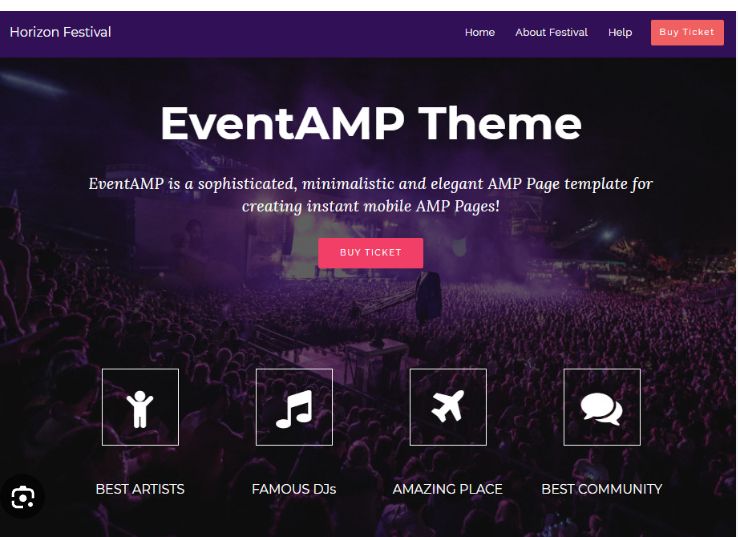 Horizon Festival
Home About Festival Help Buy Ticket
EventAMP Theme
EventAMP is a sophisticated, minimalistic and elegant AMP Page template for
creating instant mobile AMP Pages!
BUY TICKET
BEST ARTISTS FAMOUS DJs AMAZING PLACE BEST COMMUNITY